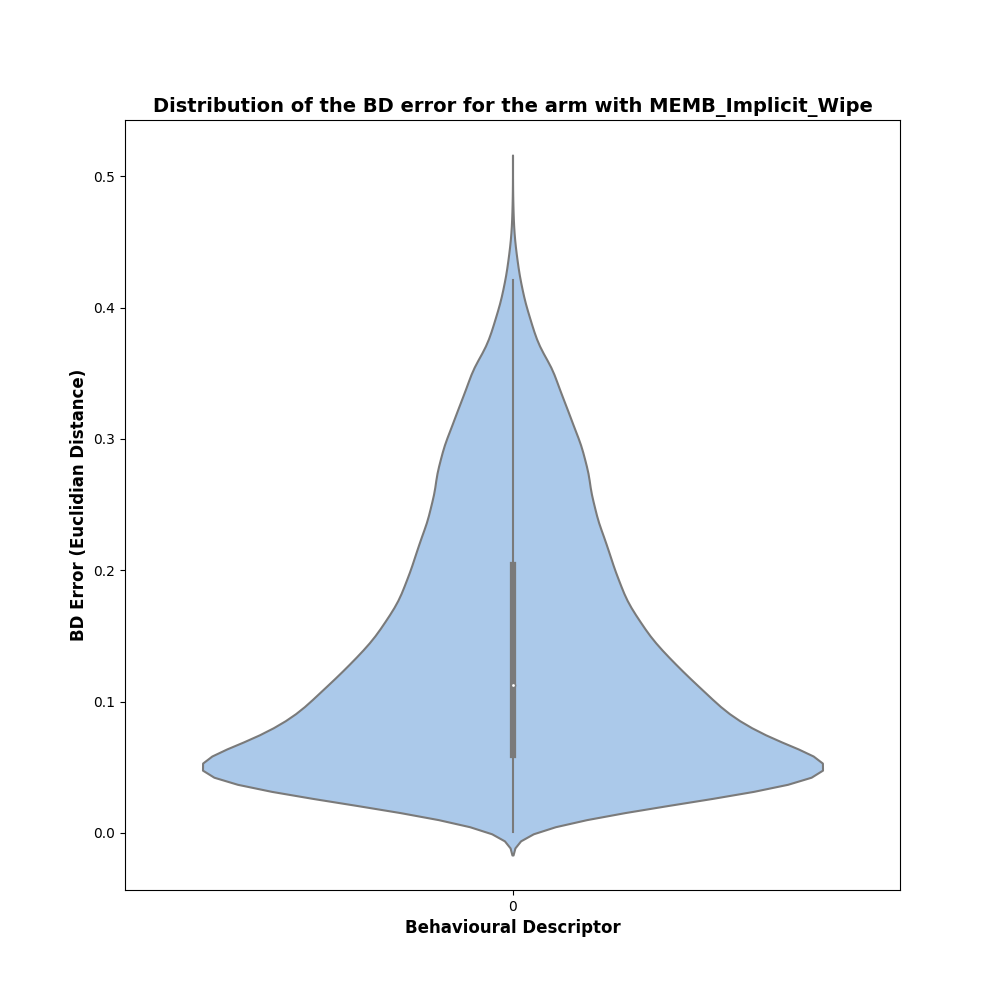 Distribution of the BD error for the arm with MEMB_Implicit_Wipe
0.5
0.4
0.3
0.2
0.1
0.0
BD Error (Euclidian Distance)
0
Behavioural Descriptor